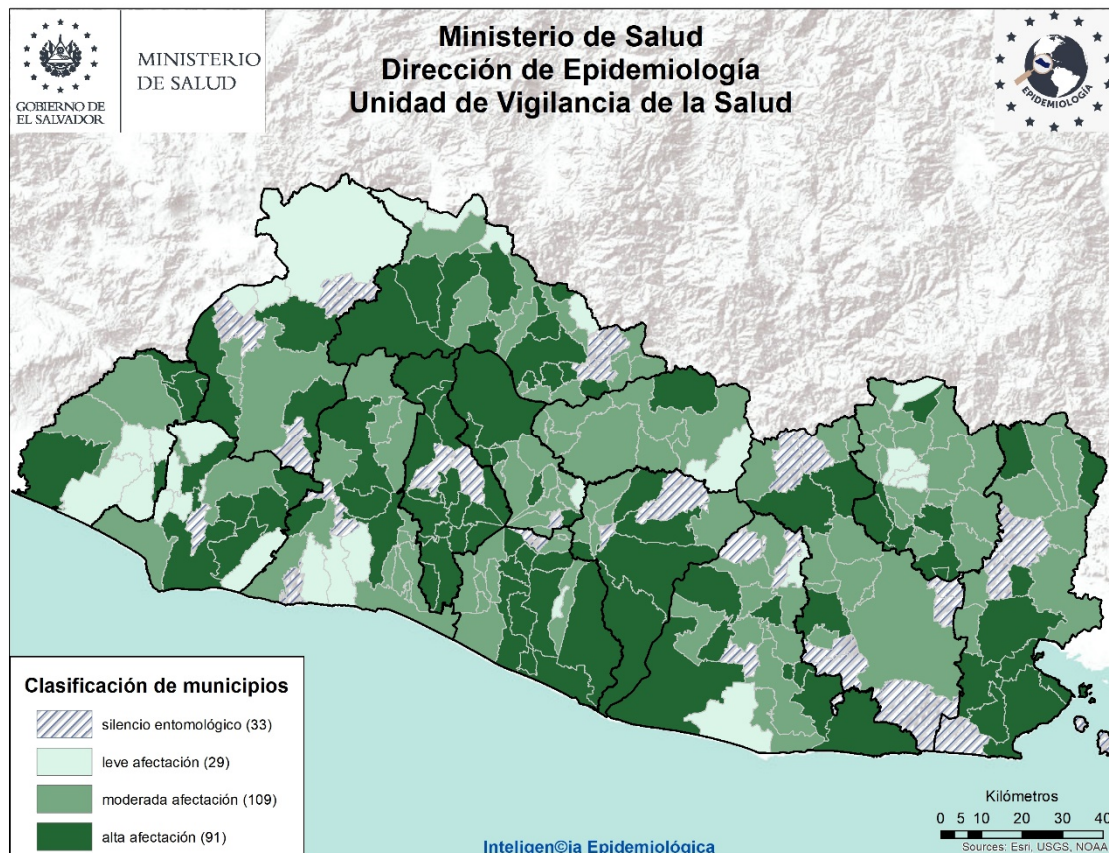 GOBIERNO DE
EL SALVADOR
MINISTERIO
DE SALUD
Ministerio de Salud
Dirección de Epidemiología
Unidad de Vigilancia de la Salud
EPIDEMIOLOGÍA
Clasificación de municipios
silencio entomológico (33)
leve afectación (29)
moderada afectación (109)
alta afectación (91)
Inteligen©ia Epidemiológica
Kilómetros
0 5 10 20 30 40
Sources: Esri, USGS, NOAA